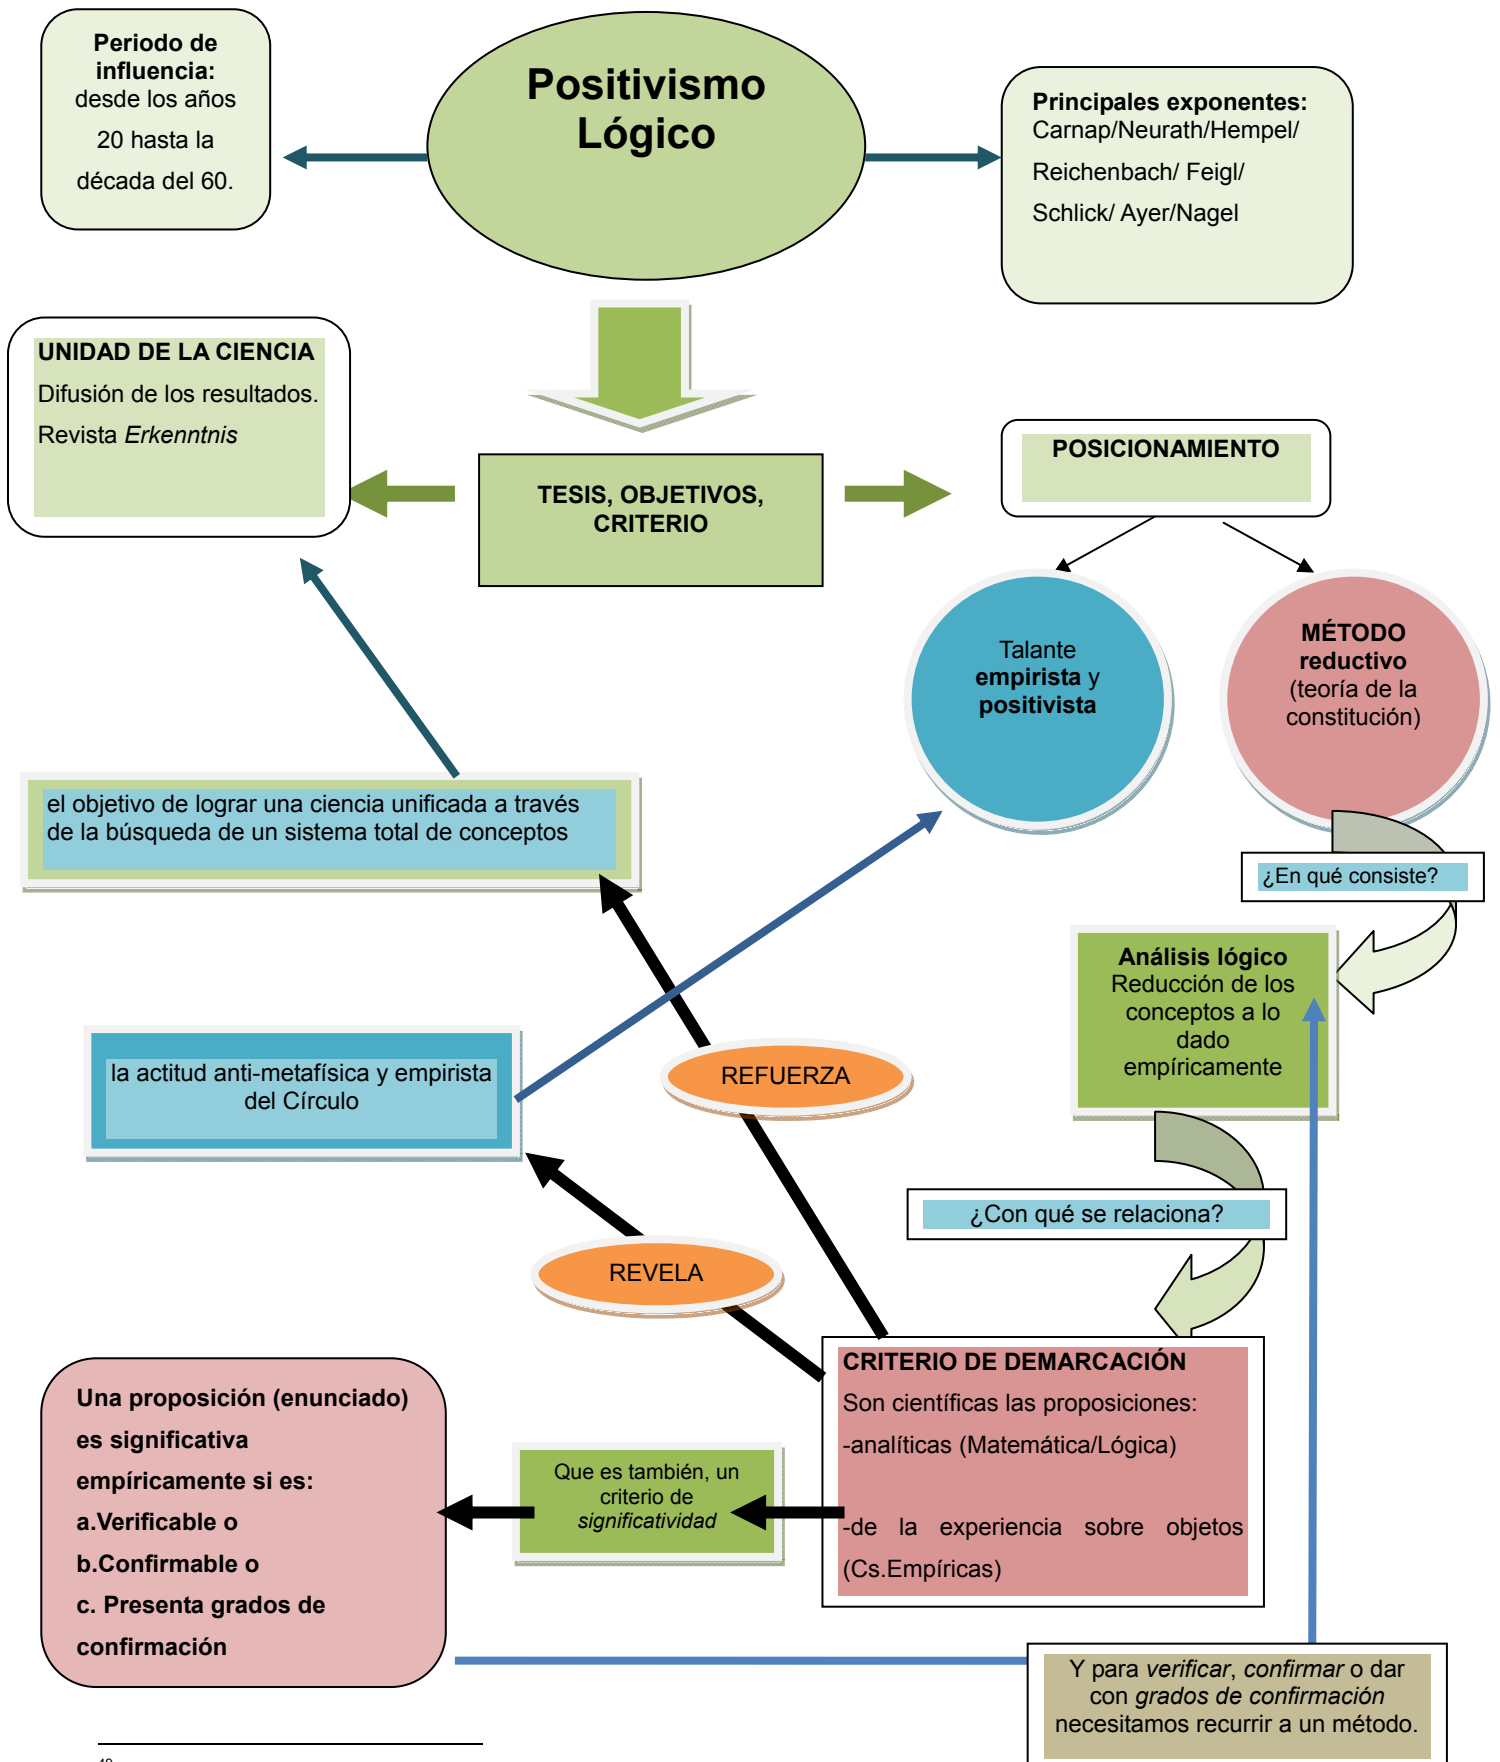 Periodo de
influencia:
desde los años
20 hasta la
década del 60.
Positivismo
Lógico
Principales exponentes:
Carnap/Neurath/Hempel/
Reichenbach/ Feigl/
Schlick/ Ayer/Nagel
UNIDAD DE LA CIENCIA
Difusión de los resultados.
Revista Erkenntnis
TESIS, OBJETIVOS,
CRITERIO
POSICIONAMIENTO
Talante
empirista y
positivista
MÉTODO
reductivo
(teoría de la
constitución)
el objetivo de lograr una ciencia unificada a través
de la búsqueda de un sistema total de conceptos
¿En qué consiste?
Análisis lógico
Reducción de los
conceptos a lo
dado
empíricamente
la actitud anti-metafísica y empirista
del Círculo
REFUERZA
¿Con qué se relaciona?
REVELA
CRITERIO DE DEMARCACIÓN
Son científicas las proposiciones:
-analíticas (Matemática/Lógica)
-de la experiencia sobre objetos
(Cs.Empíricas)
Que es también, un
criterio de
significatividad
Una proposición (enunciado)
es significativa
empíricamente si es:
a.Verificable o
b.Confirmable o
c. Presenta grados de
confirmación
Y para verificar, confirmar o dar
con grados de confirmación
necesitamos recurrir a un método.